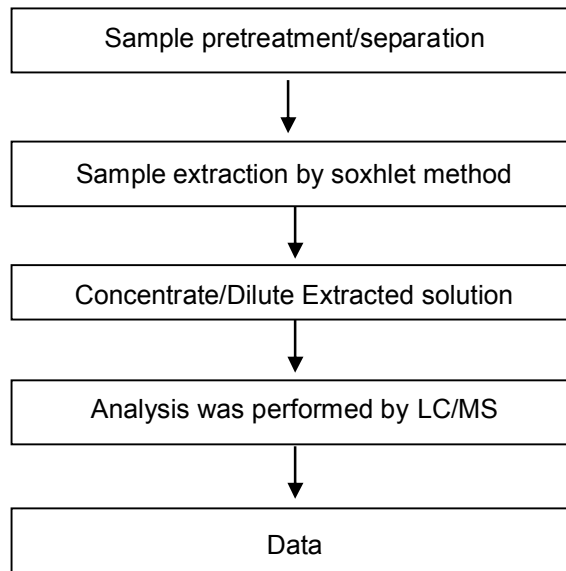 Sample pretreatment/separation
Sample extraction by soxhlet method
Concentrate/Dilute Extracted solution
Analysis was performed by LC/MS
Data